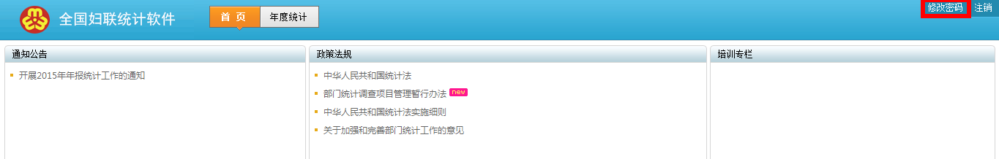 全国妇联统计软件
首 页
年度统计
修改密码
注销
通知公告
开展2015年年报统计工作的通知
政策法规
中华人民共和国统计法
部门统计调查项目管理暂行办法 new
中华人民共和国统计法实施细则
关于加强和完善部门统计工作的意见
培训专栏